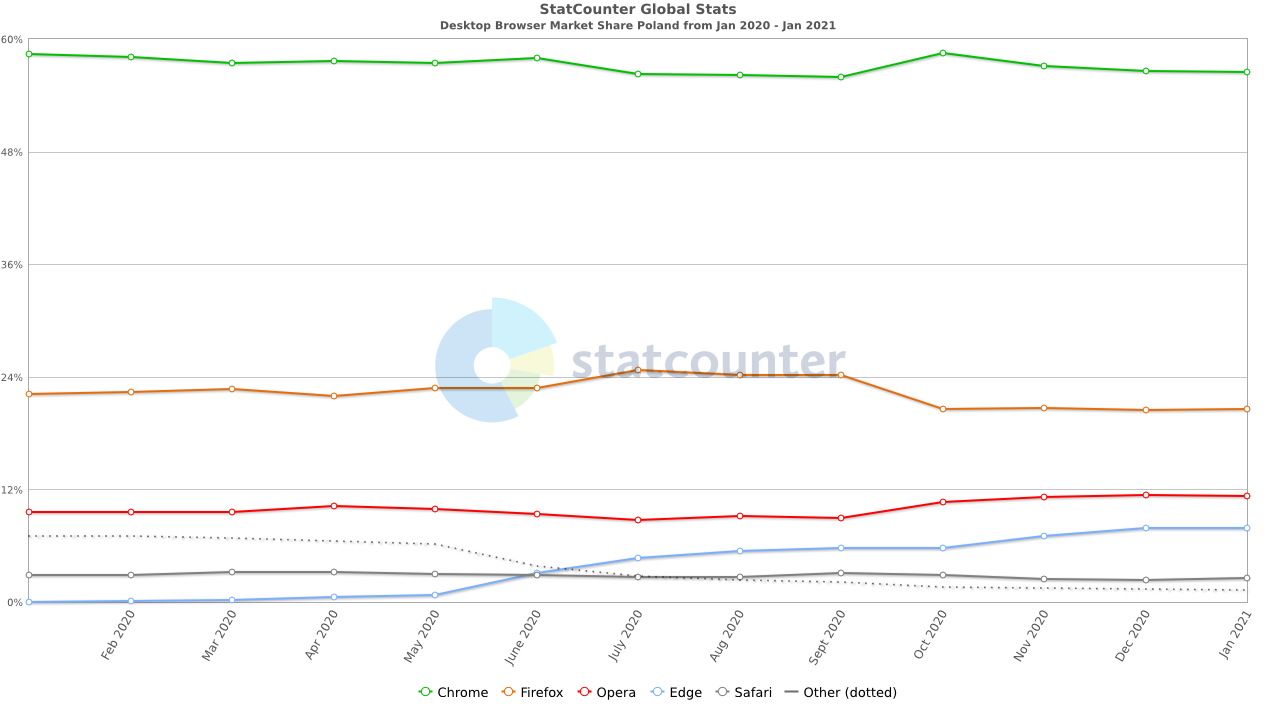 StatCounter Global Stats
Desktop Browser Market Share Poland from Jan 2020 - Jan 2021
60%
48%
36%
statcounter
24%
12%
0%
Feb 2020 Mar 2020 Apr 2020 May 2020 June 2020 July 2020 Aug 2020 Sept 2020 Oct 2020 Nov 2020 Dec 2020 Jan 2021
Chrome Firefox Opera Edge Safari Other (dotted)